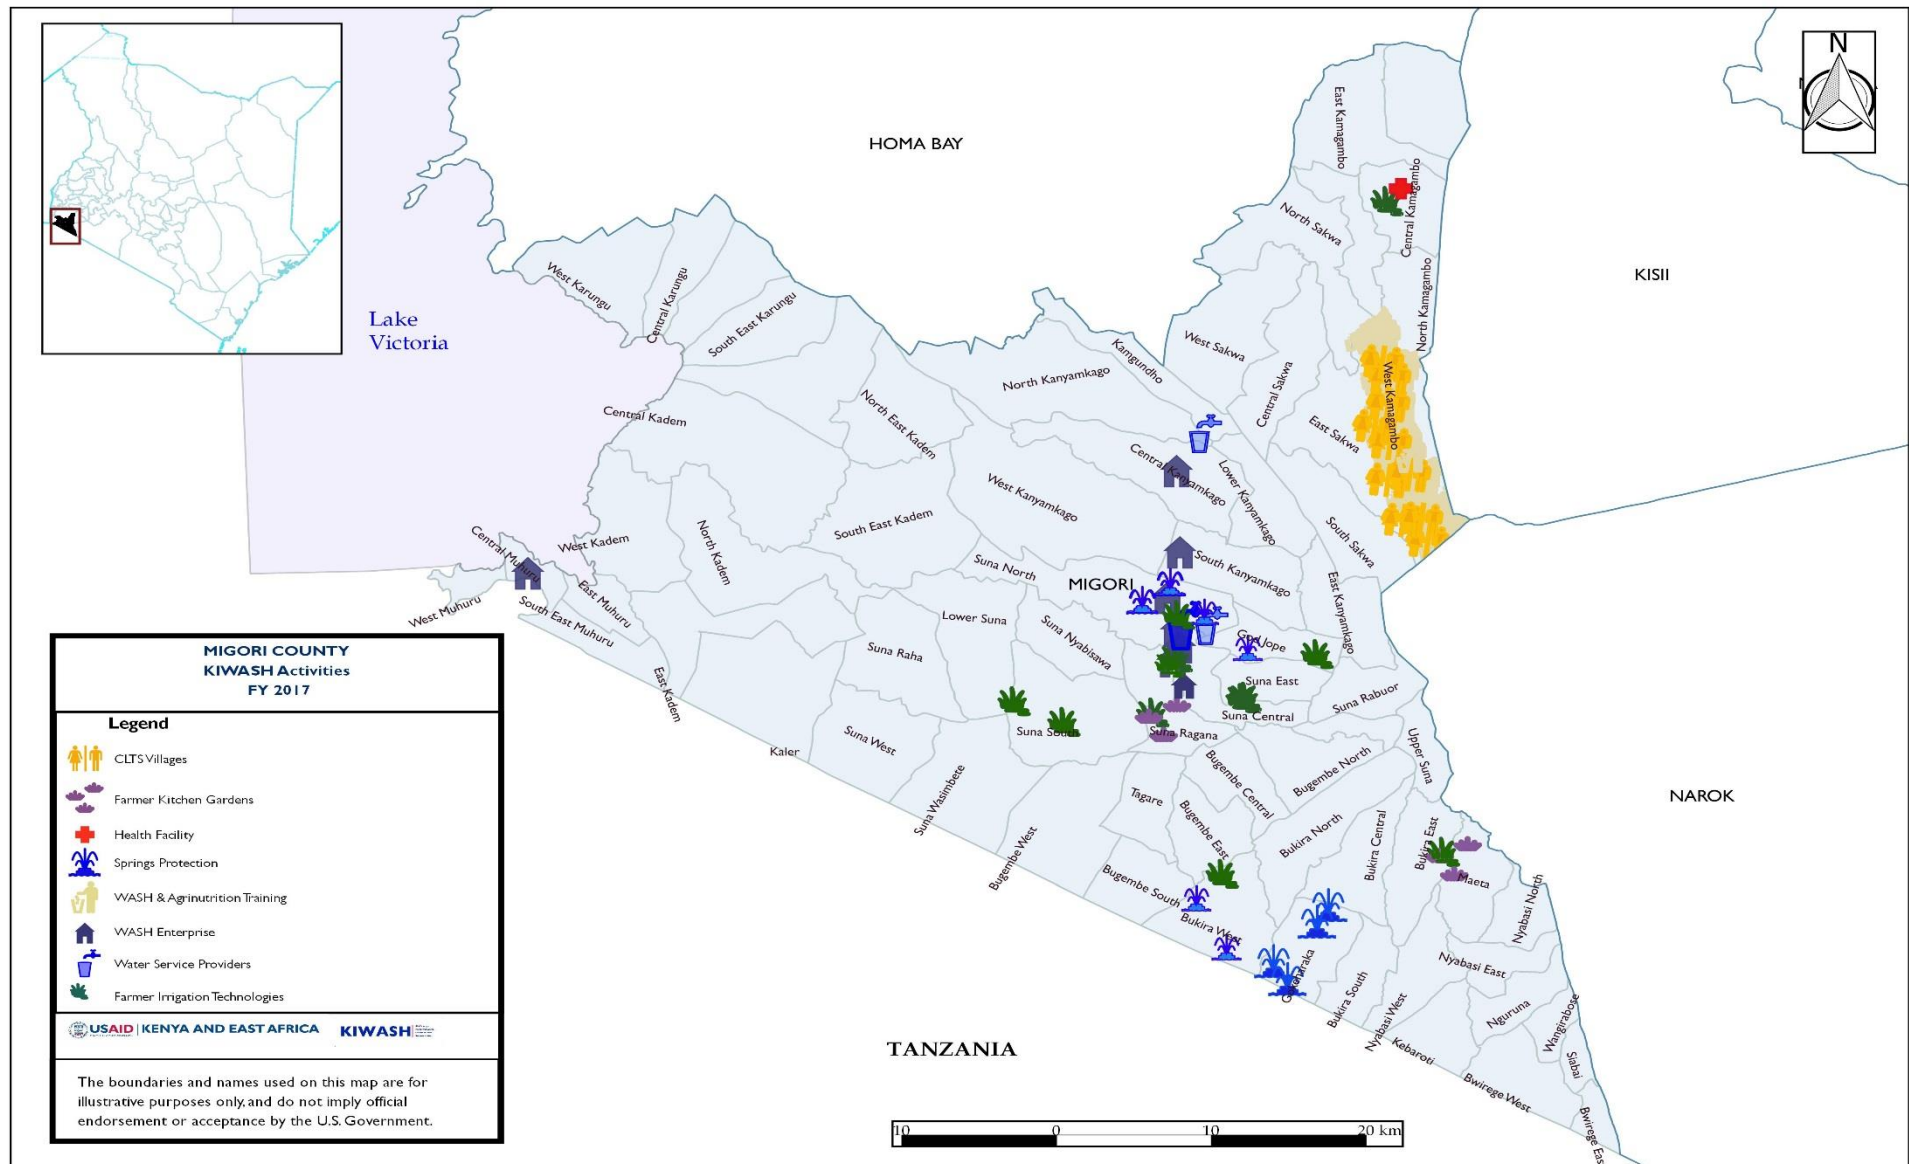 N
HOMA BAY
KISII
NAROK
MIGORI
TANZANIA
Lake
Victoria
East Kamagambo
Central Kamagambo
North Kamagambo
West Kamagambo
North Sakwa
West Sakwa
Central Sakwa
East Sakwa
South Sakwa
West Karungu
Central Karungu
South East Karungu
Kamgundho
North Kanyamkago
Central Kanyamkago
Lower Kanyamkago
West Kanyamkago
South Kanyamkago
East Kanyamkago
Central Kadem
North East Kadem
South East Kadem
North Kadem
West Kadem
East Kadem
Central Muhuru
West Muhuru
East Muhuru
South East Muhuru
Suna North
Lower Suna
Suna Nyabisawa
Suna Raha
God Jope
Suna East
Suna Central
Suna Rabuor
Suna South
Suna Ragana
Suna West
Suna Wasimbete
Kaler
Upper Suna
Bugembe North
Bugembe Central
Tagare
Bugembe East
Bugembe West
Bugembe South
Bukira North
Bukira Central
Bukira East
Bukira West
Bukira South
Maeta
Nyabasi North
Nyabasi East
Nyabasi West
Nguruna
Wangirabose
Siabai
Kebaroti
Bwirege West
Bwirege East
MIGORI COUNTY
KIWASH Activities
FY 2017
Legend
CLTS Villages
Farmer Kitchen Gardens
Health Facility
Springs Protection
WASH & Agrinutrition Training
WASH Enterprise
Water Service Providers
Farmer Irrigation Technologies
USAID | KENYA AND EAST AFRICA KIWASH
The boundaries and names used on this map are for
illustrative purposes only, and do not imply official
endorsement or acceptance by the U.S. Government.
10 0 10 20 km